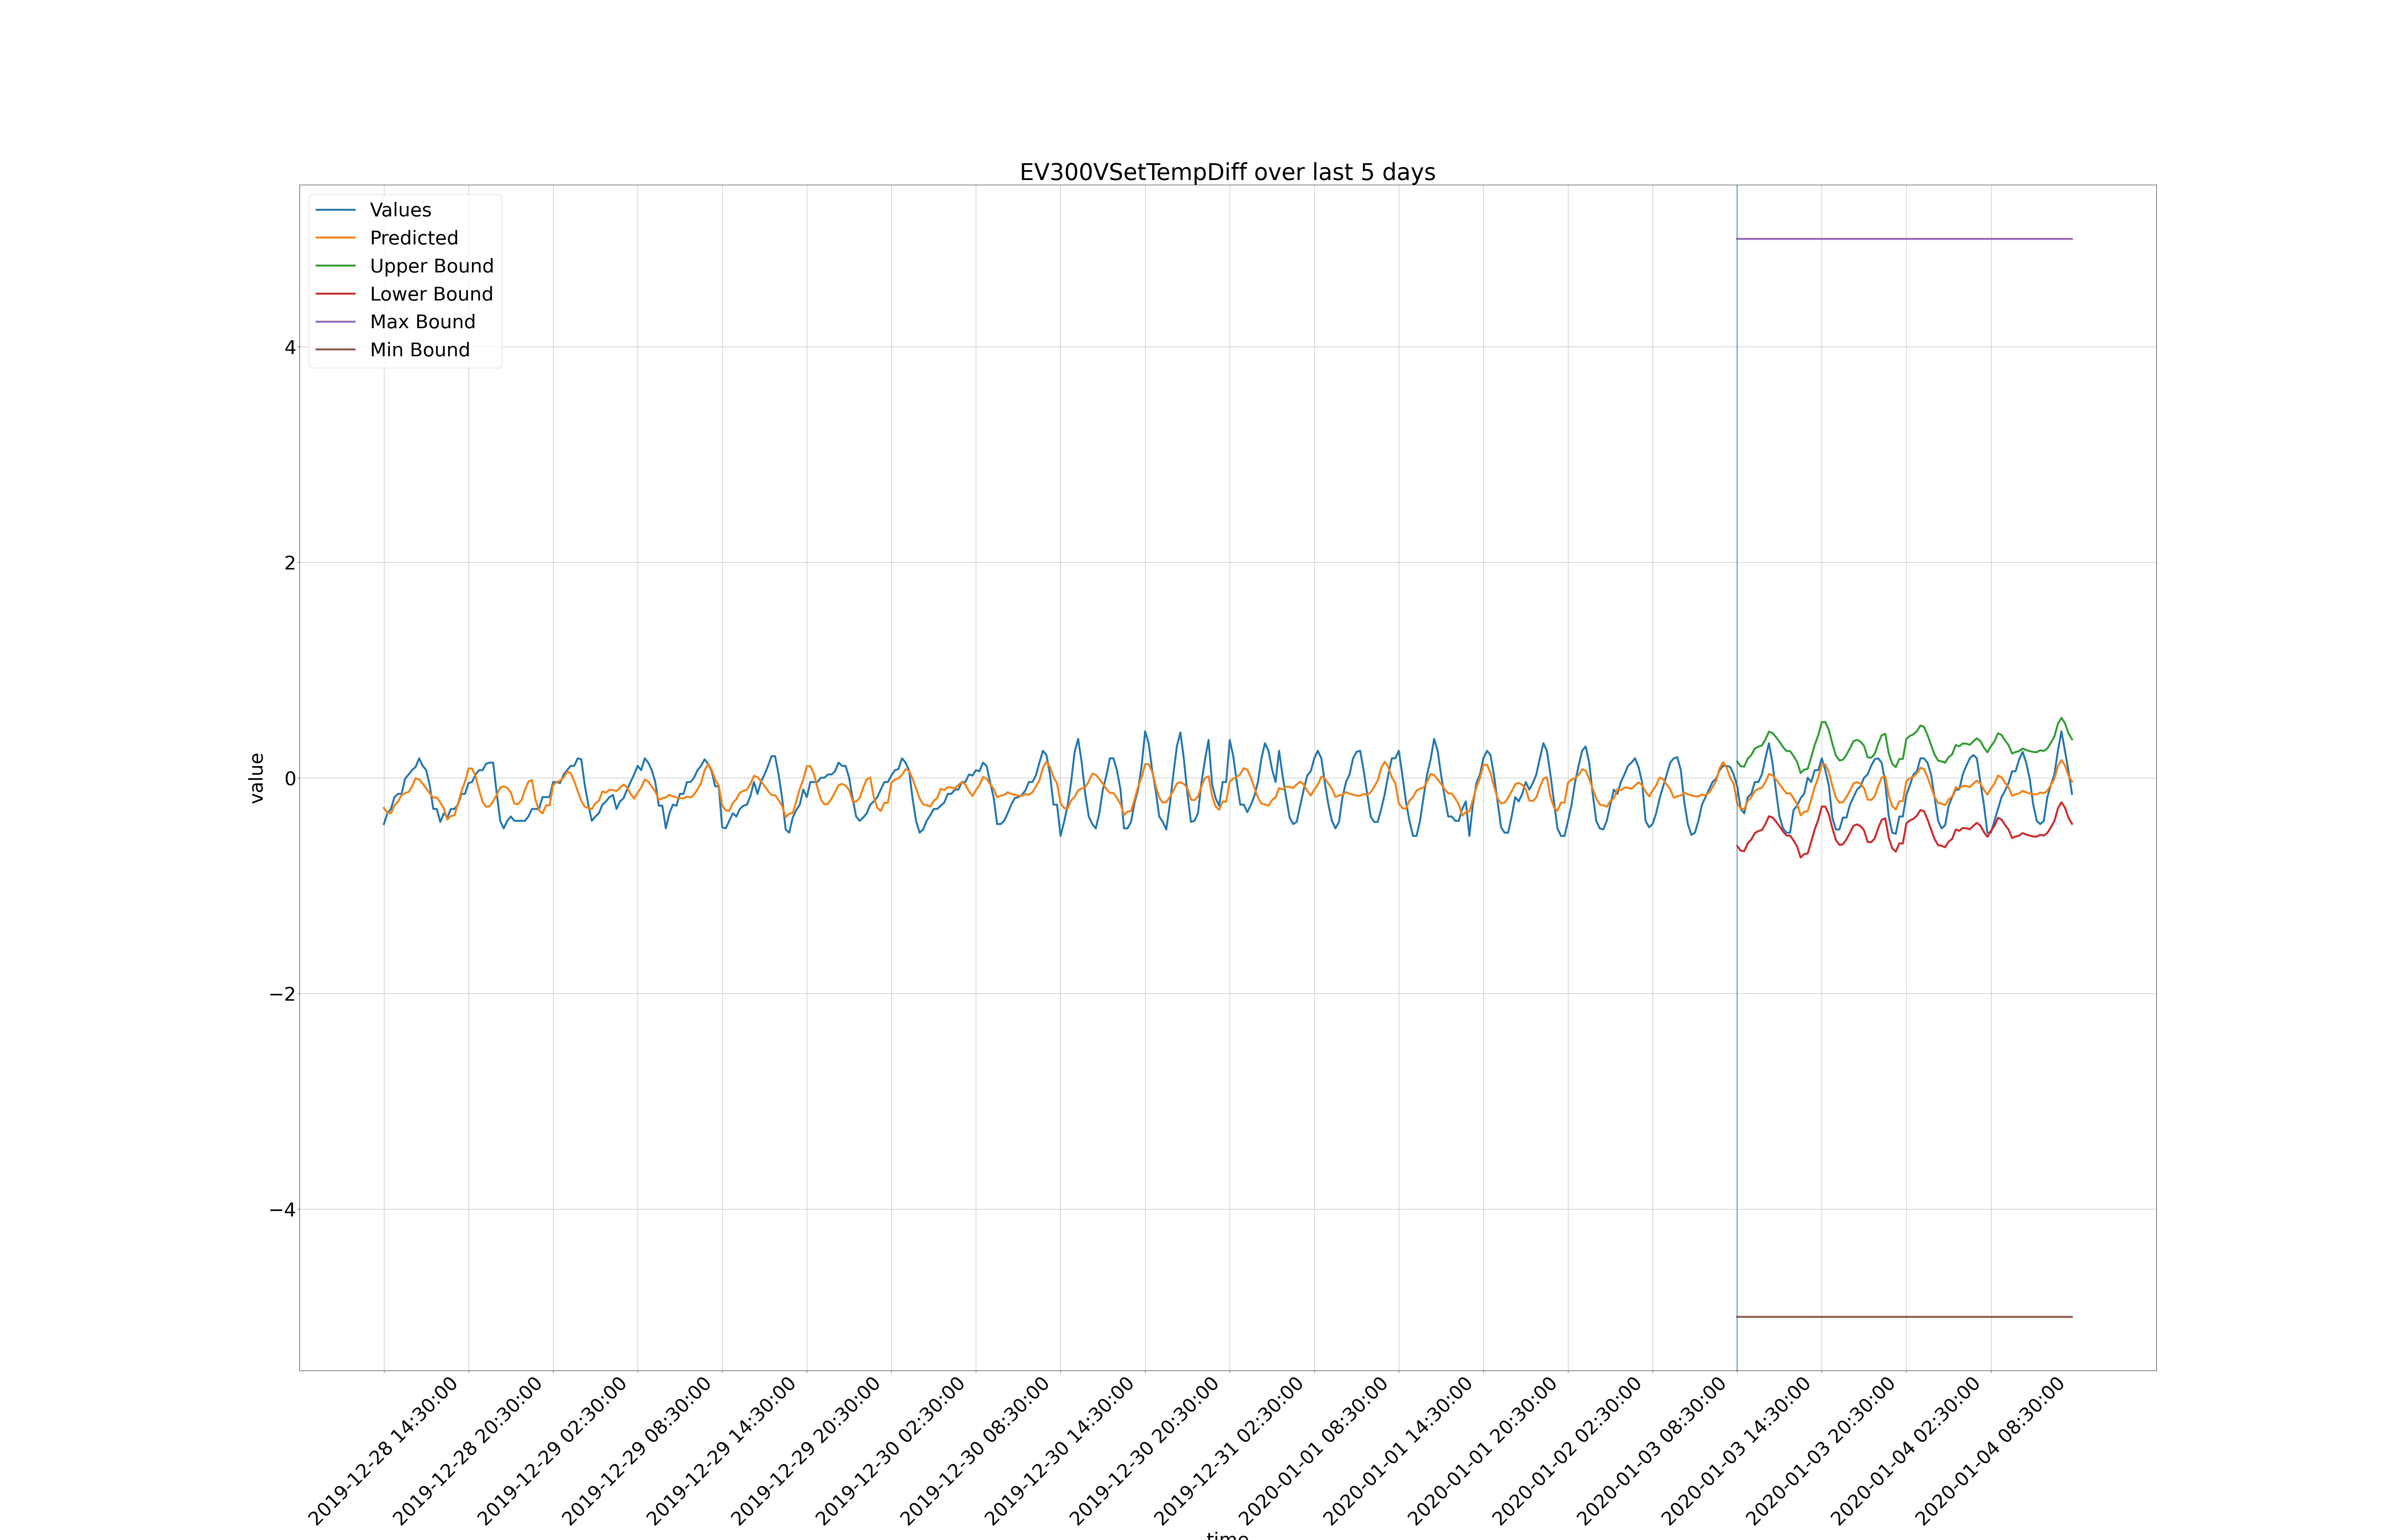 EV300VSetTempDiff over last 5 days
Values
Predicted
Upper Bound
Lower Bound
Max Bound
Min Bound
value
4
2
0
−2
−4
2019-12-28 14:30:00
2019-12-28 20:30:00
2019-12-29 02:30:00
2019-12-29 08:30:00
2019-12-29 14:30:00
2019-12-29 20:30:00
2019-12-30 02:30:00
2019-12-30 08:30:00
2019-12-30 14:30:00
2019-12-30 20:30:00
2019-12-31 02:30:00
2020-01-01 08:30:00
2020-01-01 14:30:00
2020-01-01 20:30:00
2020-01-02 02:30:00
2020-01-03 08:30:00
2020-01-03 14:30:00
2020-01-03 20:30:00
2020-01-04 02:30:00
2020-01-04 08:30:00
time